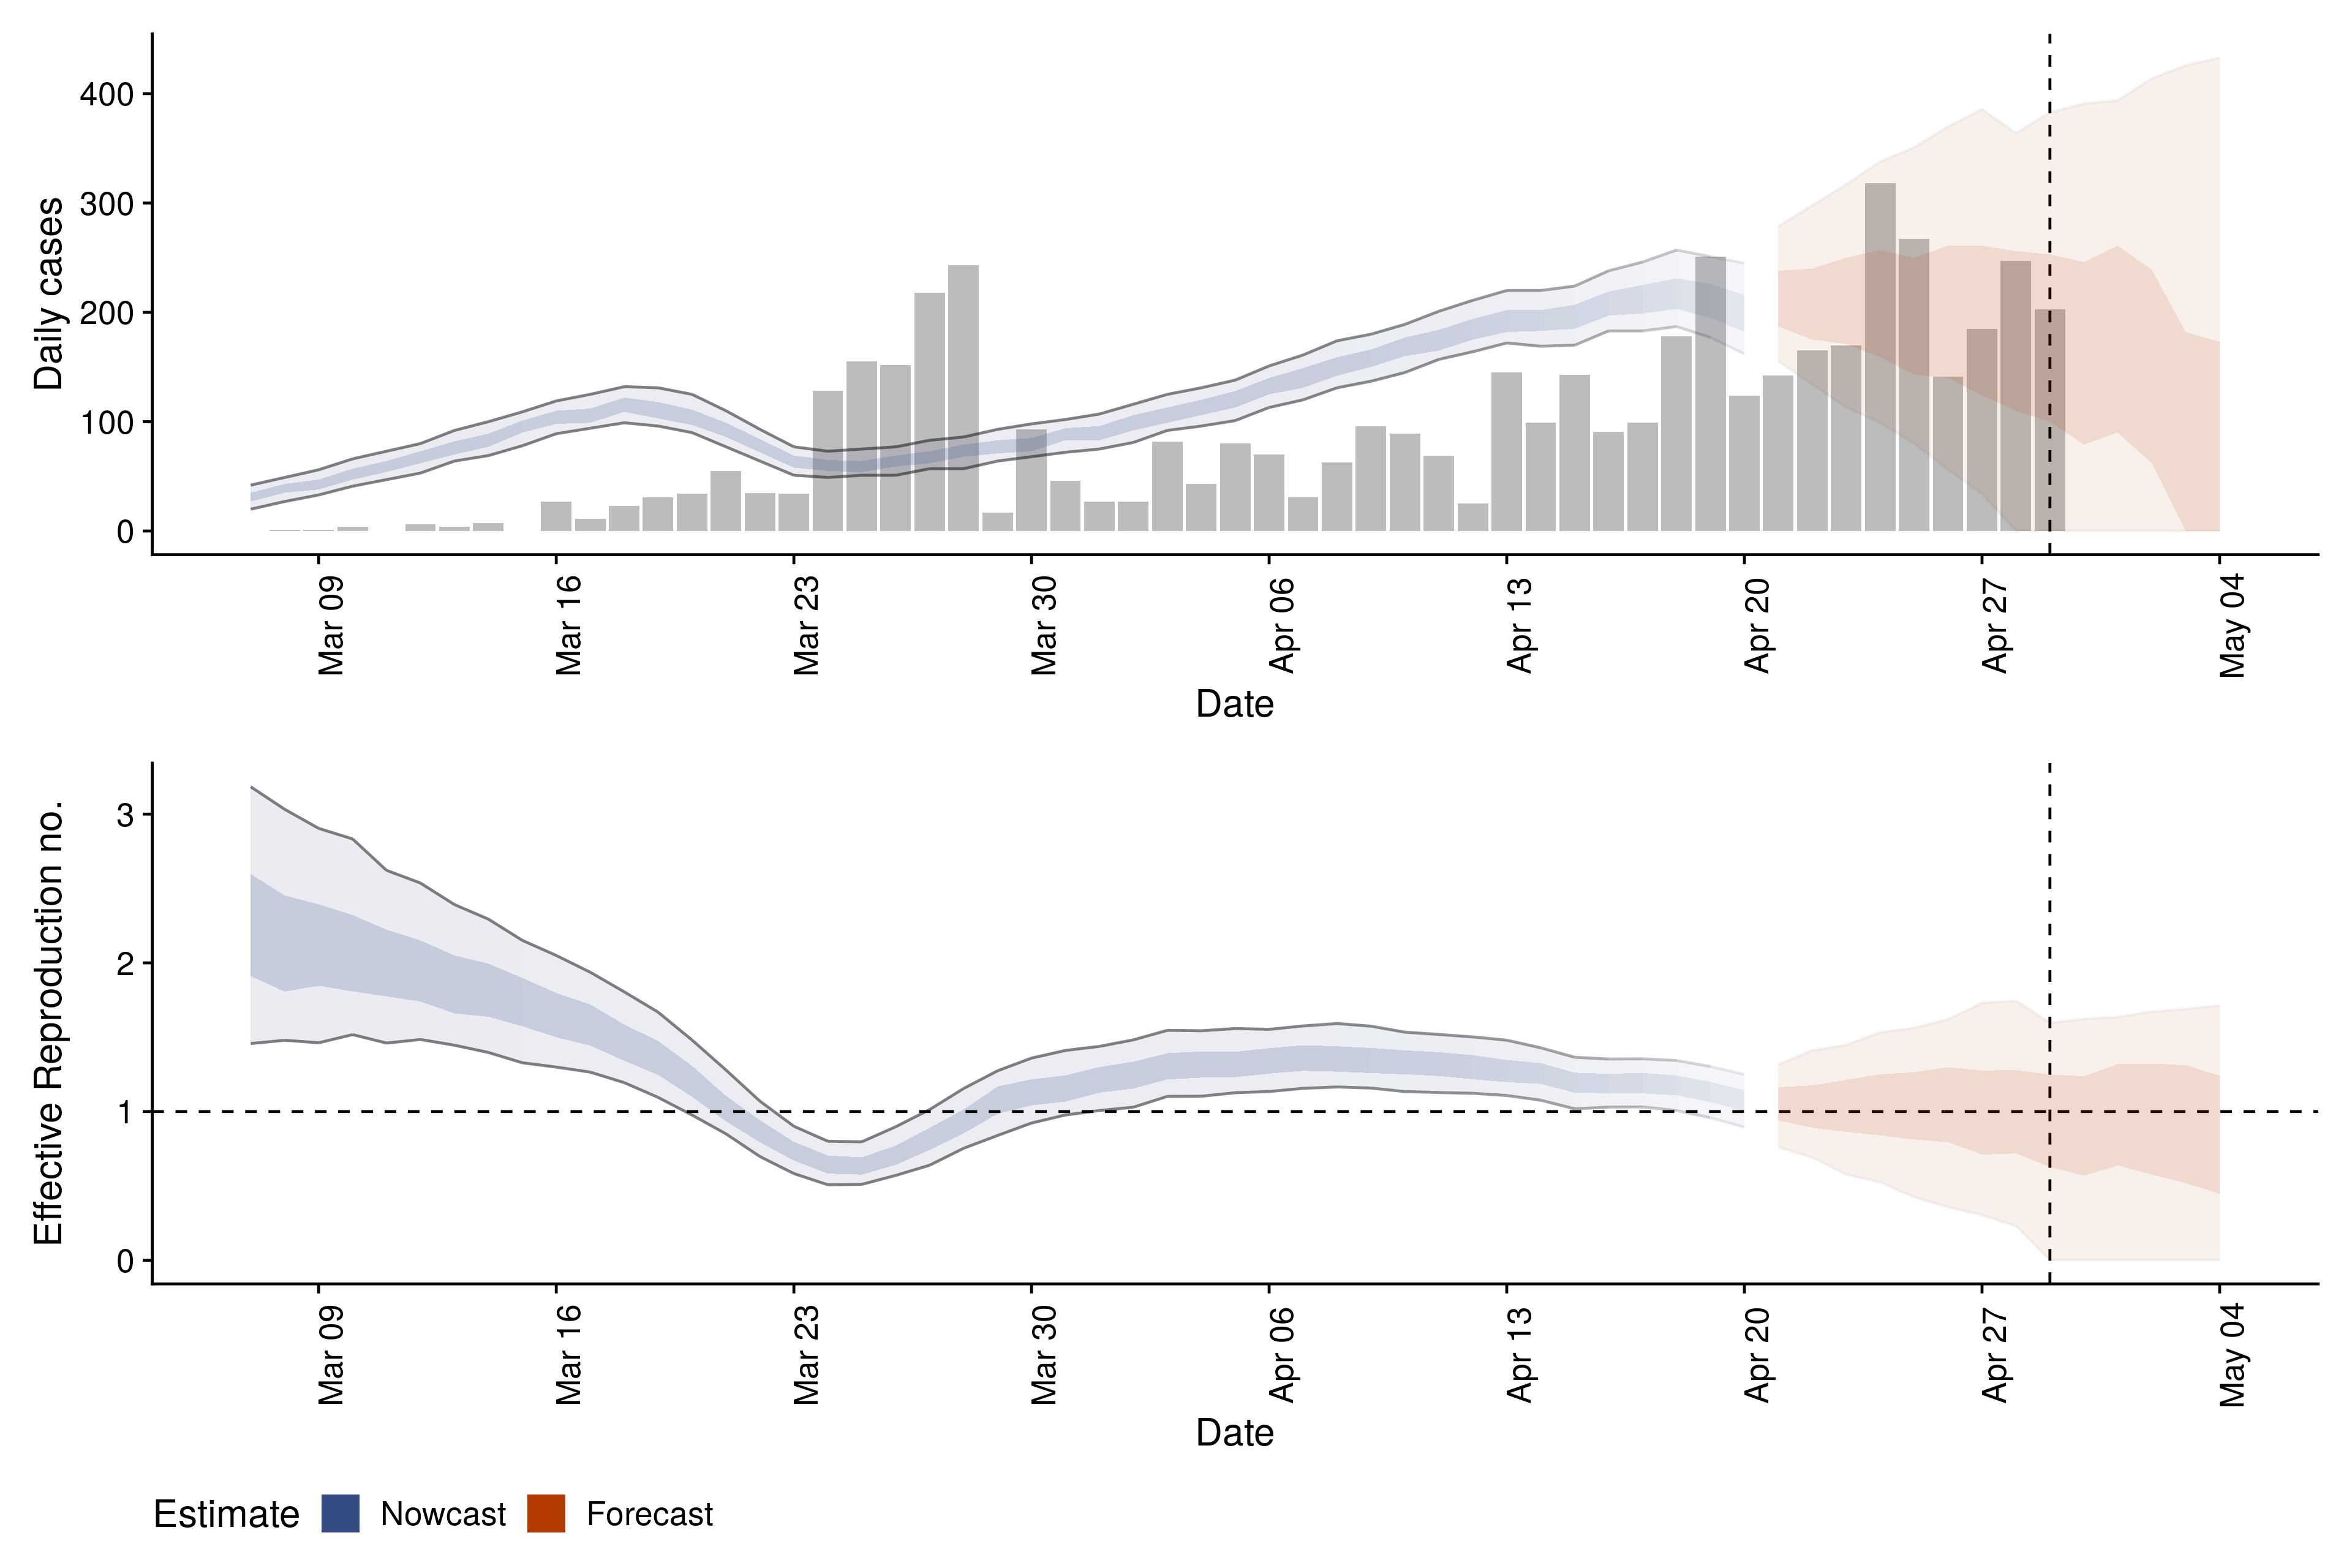 Daily cases
400
300
200
100
0
Mar 09
Mar 16
Mar 23
Mar 30
Apr 06
Apr 13
Apr 20
Apr 27
May 04
Date
Effective Reproduction no.
3
2
1
0
Mar 09
Mar 16
Mar 23
Mar 30
Apr 06
Apr 13
Apr 20
Apr 27
May 04
Date
Estimate Nowcast Forecast